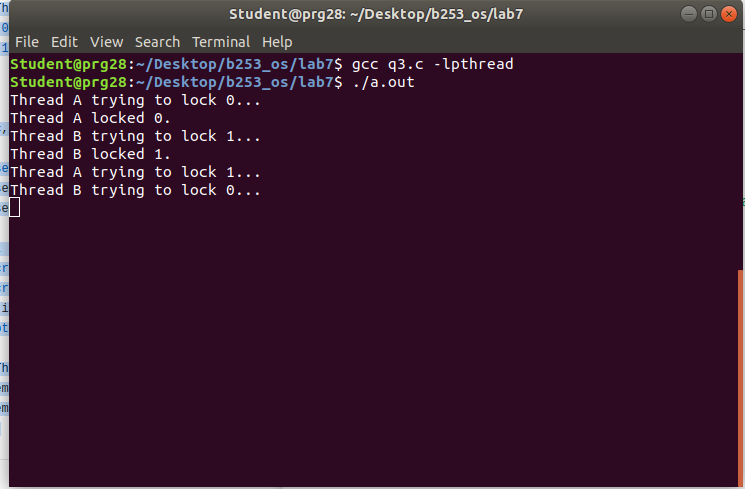 Student@prg28: ~/Desktop/b253_os/lab7
File Edit View Search Terminal Help
Student@prg28:~/Desktop/b253_os/lab7$ gcc q3.c -lpthread
Student@prg28:~/Desktop/b253_os/lab7$ ./a.out
Thread A trying to lock 0...
Thread A locked 0.
Thread B trying to lock 1...
Thread B locked 1.
Thread A trying to lock 1...
Thread B trying to lock 0...